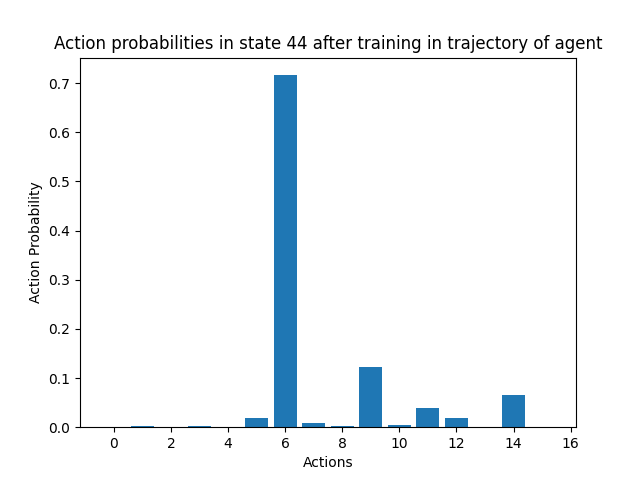 Action probabilities in state 44 after training in trajectory of agent
0.7
0.6
0.5
0.4
0.3
0.2
0.1
0.0
Action Probability
0 2 4 6 8 10 12 14 16
Actions